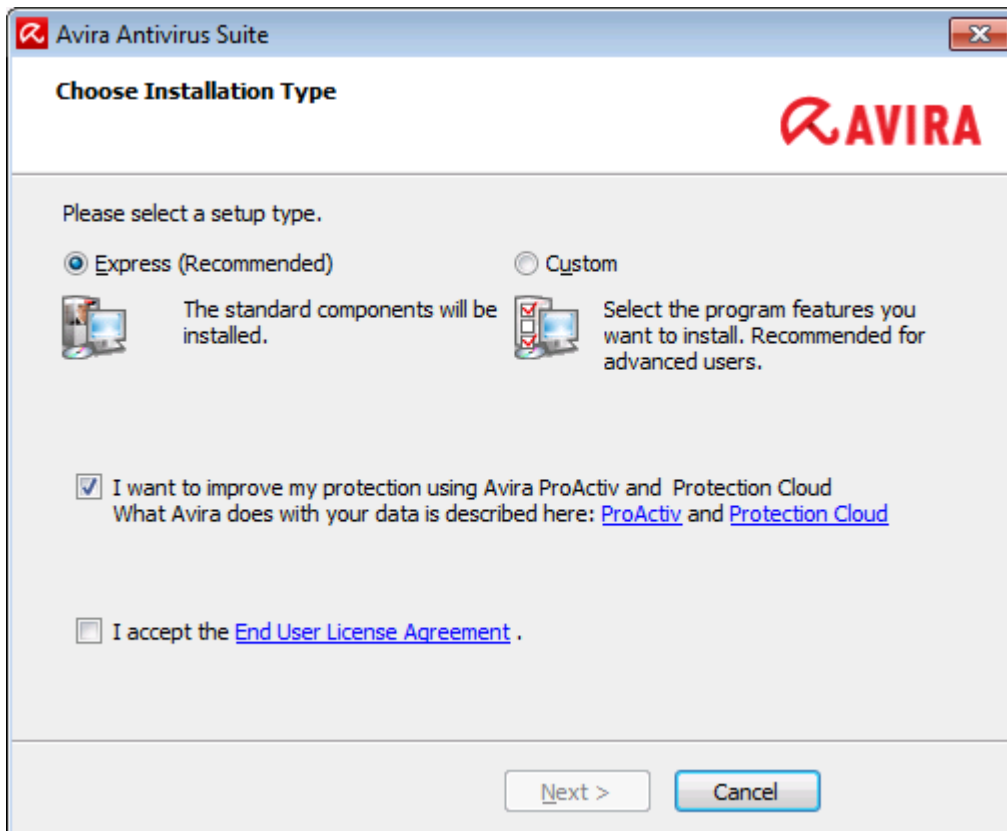 Avira Antivirus Suite
Choose Installation Type
AVIRA
Please select a setup type.
Express (Recommended)
Custom
The standard components will be
installed.
Select the program features you
want to install. Recommended for
advanced users.
I want to improve my protection using Avira ProActiv and  Protection Cloud
What Avira does with your data is described here: ProActiv and Protection Cloud
I accept the End User License Agreement .
Next >
Cancel